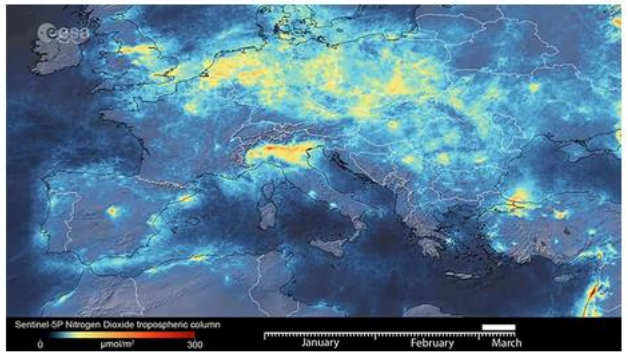 esa
Sentinel-5P Nitrogen Dioxide tropospheric column
0 µmol/m² 300
January February March